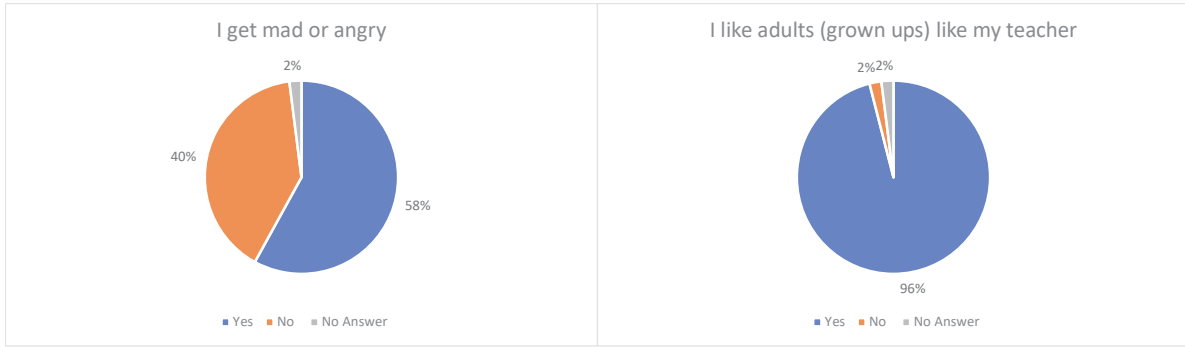 I get mad or angry
2%
40%
58%
Yes No No Answer
I like adults (grown ups) like my teacher
2% 2%
96%
Yes No No Answer